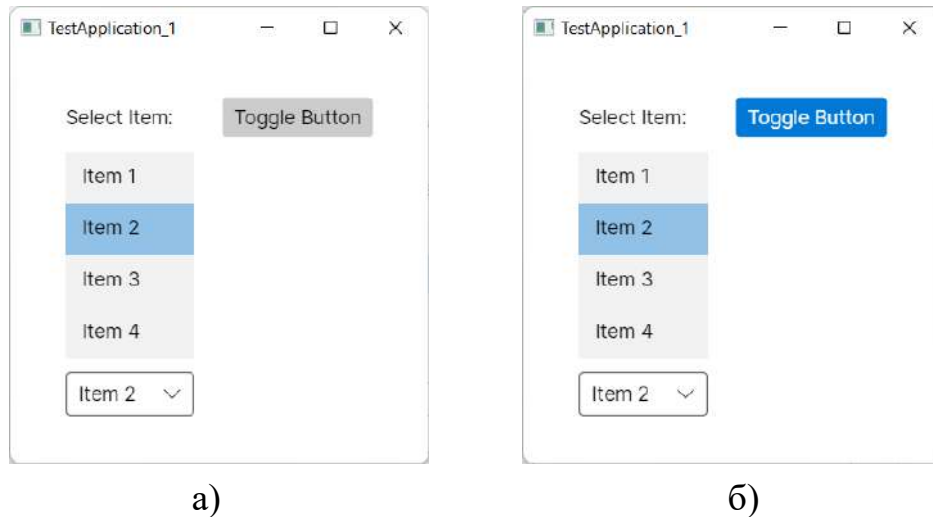 TestApplication_1
Select Item:
Toggle Button
Item 1
Item 2
Item 3
Item 4
Item 2
а)
TestApplication_1
Select Item:
Toggle Button
Item 1
Item 2
Item 3
Item 4
Item 2
б)